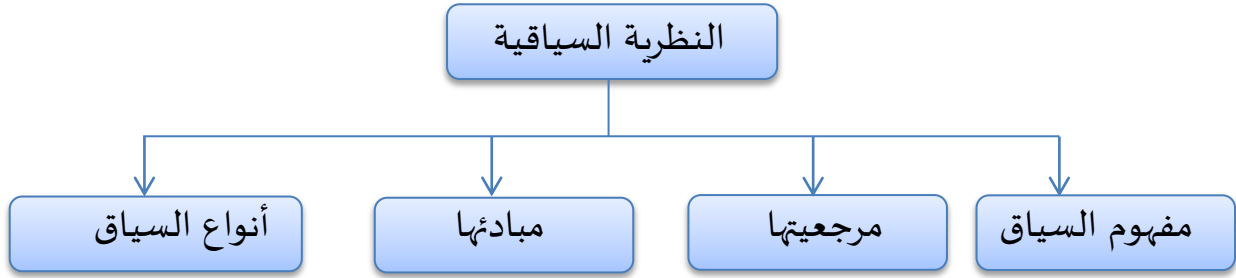 النظرية السياقية
مفهوم السياق
مرجعيتها
مبادئها
أنواع السياق